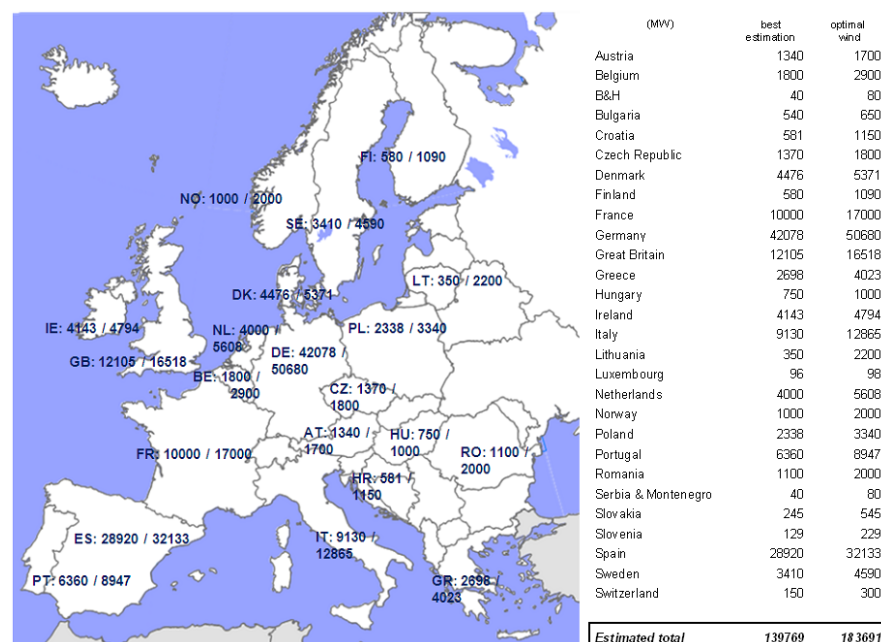 FI: 580 / 1090
NO: 1000 / 2000
SE: 3410 / 4590
LT: 350 / 2200
DK: 4476 / 5371
IE: 4143 / 4794
NL: 4000 /
5608
PL: 2338 / 3340
GB: 12105 / 16518
DE: 42078 /
50680
BE: 1800 /
2900
CZ: 1370 /
1800
AT: 1340 /
1700
HU: 750 /
1000
FR: 10000 / 17000
RO: 1100 /
2000
HR: 581 /
1150
ES: 28920 / 32133
IT: 9130 /
12865
PT: 6360 / 8947
GR: 2698 /
4023
(MW) best estimation optimal wind
Austria 1340 1700
Belgium 1800 2900
B&H 40 80
Bulgaria 540 650
Croatia 581 1150
Czech Republic 1370 1800
Denmark 4476 5371
Finland 580 1090
France 10000 17000
Germany 42078 50680
Great Britain 12105 16518
Greece 2698 4023
Hungary 750 1000
Ireland 4143 4794
Italy 9130 12865
Lithuania 350 2200
Luxembourg 96 98
Netherlands 4000 5608
Norway 1000 2000
Poland 2338 3340
Portugal 6360 8947
Romania 1100 2000
Serbia & Montenegro 40 80
Slovakia 245 545
Slovenia 129 229
Spain 28920 32133
Sweden 3410 4590
Switzerland 150 300
Estimated total 139769 183691